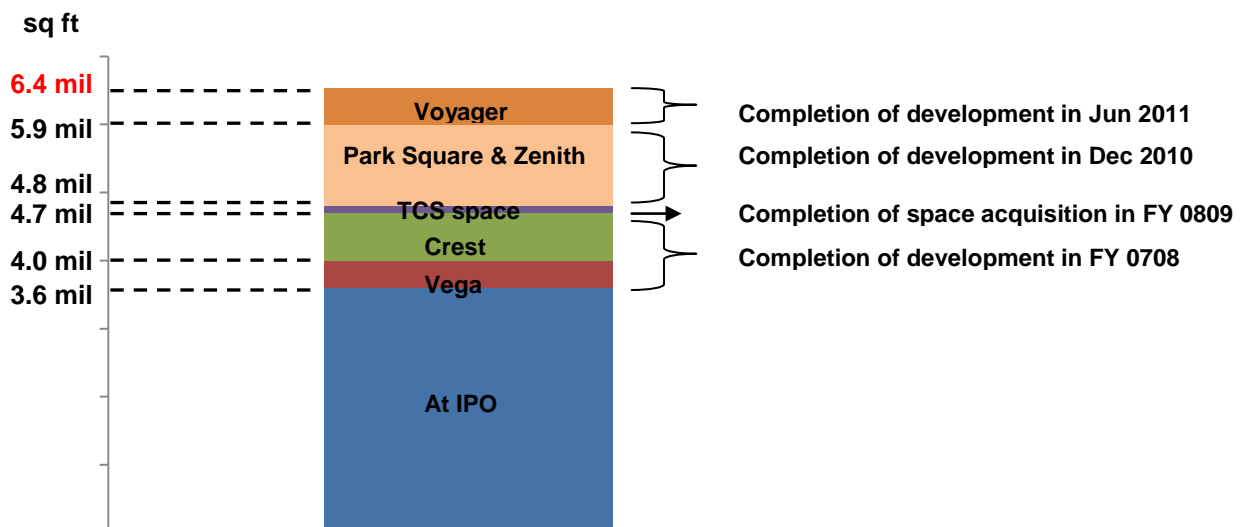 sq ft
6.4 mil
Voyager
Completion of development in Jun 2011
5.9 mil
Park Square & Zenith
Completion of development in Dec 2010
4.8 mil
TCS space
Completion of space acquisition in FY 0809
4.7 mil
Crest
Completion of development in FY 0708
4.0 mil
Vega
3.6 mil
At IPO